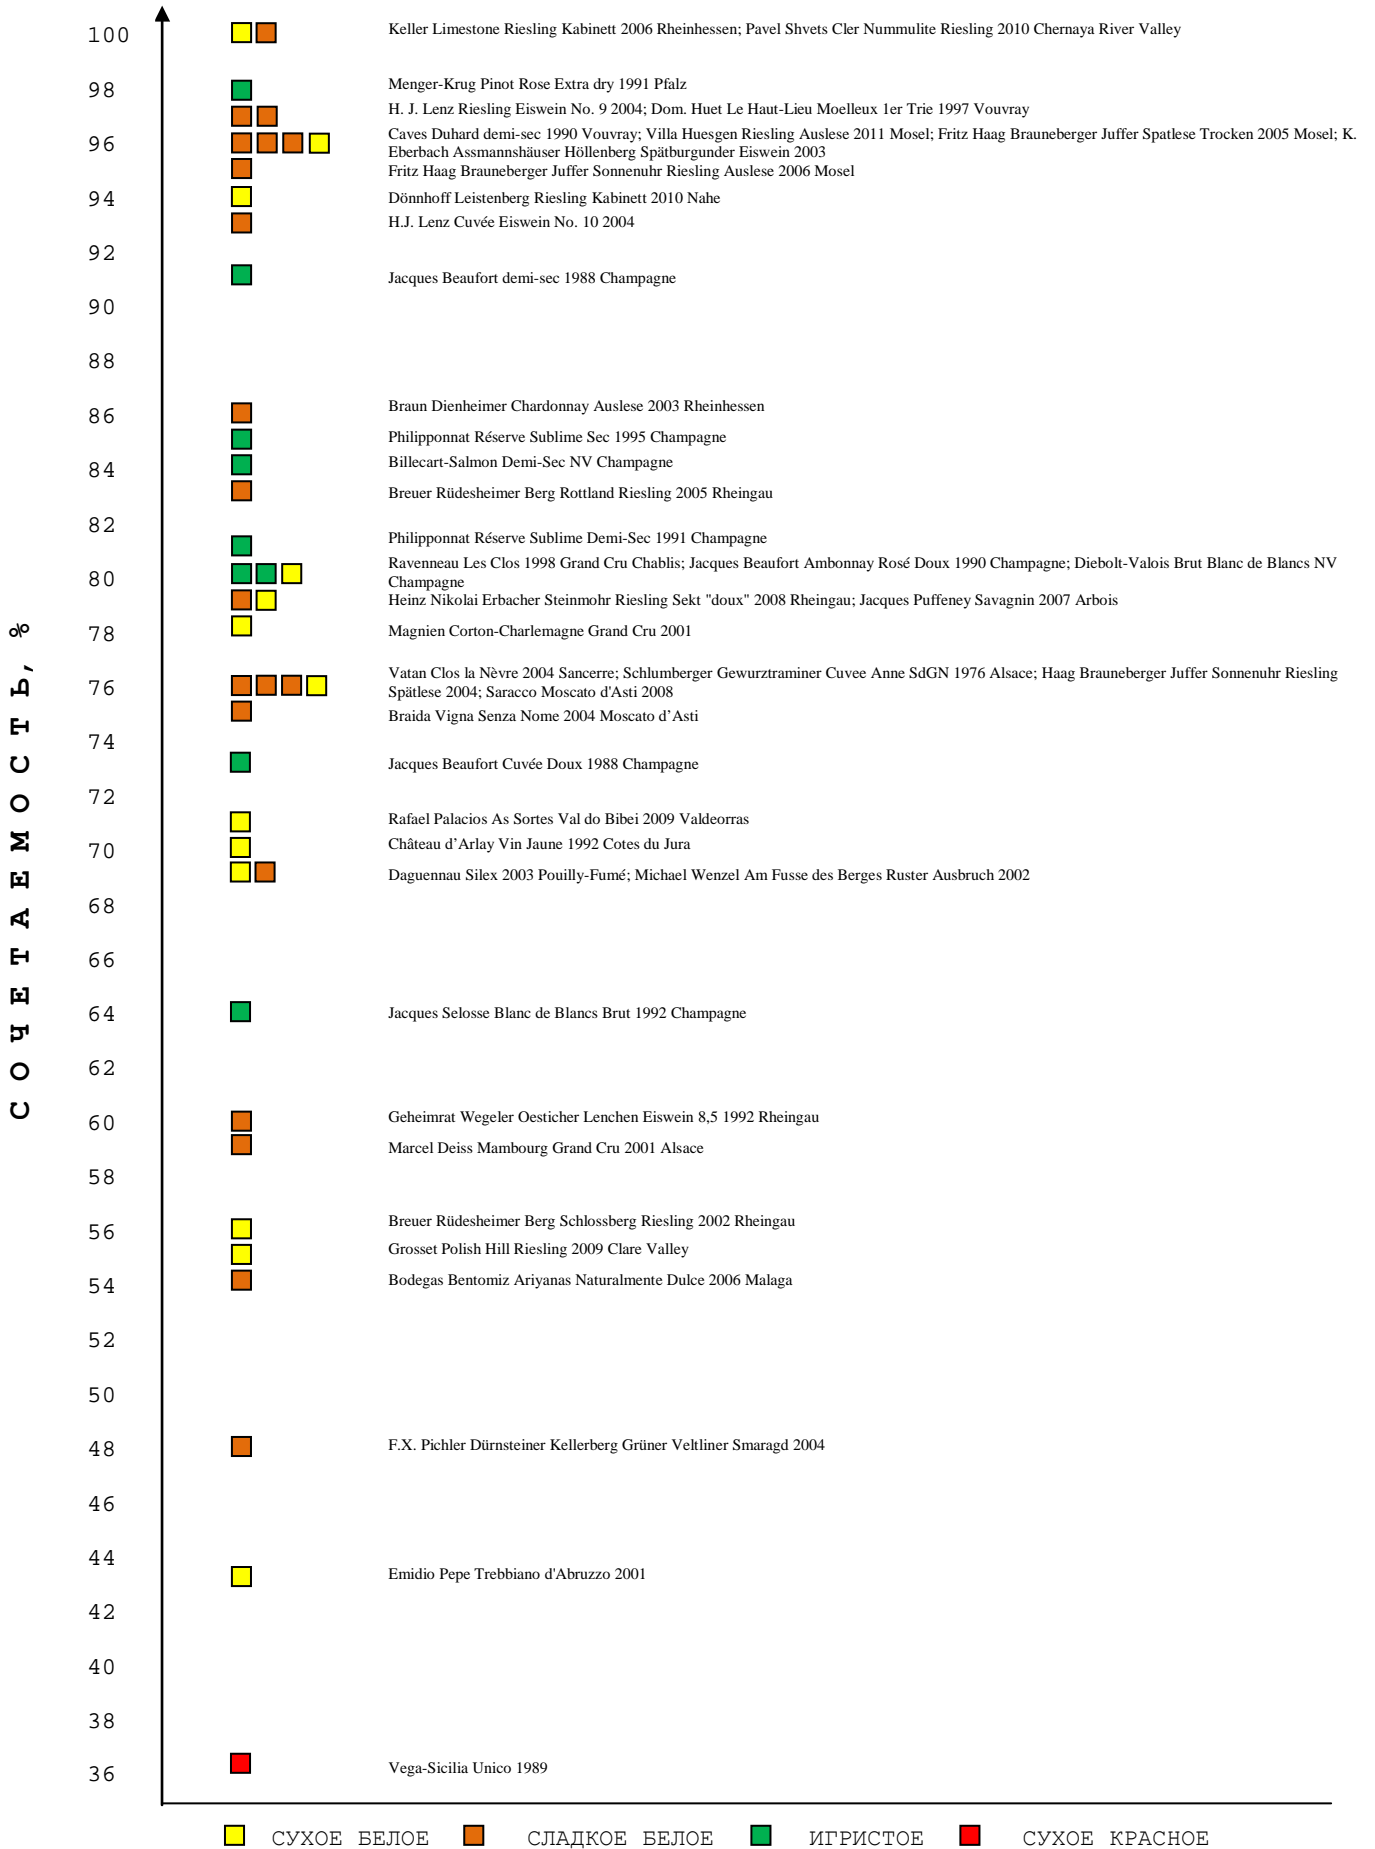 СОЧЕТАЕМОСТЬ, %
100
Keller Limestone Riesling Kabinett 2006 Rheinhessen; Pavel Shvets Cler Nummulite Riesling 2010 Chernaya River Valley
98
Menger-Krug Pinot Rose Extra dry 1991 Pfalz
H. J. Lenz Riesling Eiswein No. 9 2004; Dom. Huet Le Haut-Lieu Moelleux 1er Trie 1997 Vouvray
96
Caves Duhard demi-sec 1990 Vouvray; Villa Huesgen Riesling Auslese 2011 Mosel; Fritz Haag Brauneberger Juffer Spatlese Trocken 2005 Mosel; K.
Eberbach Assmannshäuser Höllenberg Spätburgunder Eiswein 2003
Fritz Haag Brauneberger Juffer Sonnenuhr Riesling Auslese 2006 Mosel
94
Dönnhoff Leistenberg Riesling Kabinett 2010 Nahe
H.J. Lenz Cuvée Eiswein No. 10 2004
92
Jacques Beaufort demi-sec 1988 Champagne
90
88
86
Braun Dienheimer Chardonnay Auslese 2003 Rheinhessen
Philipponnat Réserve Sublime Sec 1995 Champagne
84
Billecart-Salmon Demi-Sec NV Champagne
Breuer Rüdesheimer Berg Rottland Riesling 2005 Rheingau
82
Philipponnat Réserve Sublime Demi-Sec 1991 Champagne
80
Ravenneau Les Clos 1998 Grand Cru Chablis; Jacques Beaufort Ambonnay Rosé Doux 1990 Champagne; Diebolt-Valois Brut Blanc de Blancs NV
Champagne
Heinz Nikolai Erbacher Steinmohr Riesling Sekt "doux" 2008 Rheingau; Jacques Puffeney Savagnin 2007 Arbois
78
Magnien Corton-Charlemagne Grand Cru 2001
76
Vatan Clos la Nèvre 2004 Sancerre; Schlumberger Gewurztraminer Cuvee Anne SdGN 1976 Alsace; Haag Brauneberger Juffer Sonnenuhr Riesling
Spätlese 2004; Saracco Moscato d'Asti 2008
Braida Vigna Senza Nome 2004 Moscato d’Asti
74
Jacques Beaufort Cuvée Doux 1988 Champagne
72
Rafael Palacios As Sortes Val do Bibei 2009 Valdeorras
70
Château d’Arlay Vin Jaune 1992 Cotes du Jura
Daguennau Silex 2003 Pouilly-Fumé; Michael Wenzel Am Fusse des Berges Ruster Ausbruch 2002
68
66
64
Jacques Selosse Blanc de Blancs Brut 1992 Champagne
62
60
Geheimrat Wegeler Oesticher Lenchen Eiswein 8,5 1992 Rheingau
Marcel Deiss Mambourg Grand Cru 2001 Alsace
58
56
Breuer Rüdesheimer Berg Schlossberg Riesling 2002 Rheingau
Grosset Polish Hill Riesling 2009 Clare Valley
54
Bodegas Bentomiz Ariyanas Naturalmente Dulce 2006 Malaga
52
50
48
F.X. Pichler Dürnsteiner Kellerberg Grüner Veltliner Smaragd 2004
46
44
Emidio Pepe Trebbiano d'Abruzzo 2001
42
40
38
36
Vega-Sicilia Unico 1989
СУХОЕ БЕЛОЕ СЛАДКОЕ БЕЛОЕ ИГРИСТОЕ СУХОЕ КРАСНОЕ